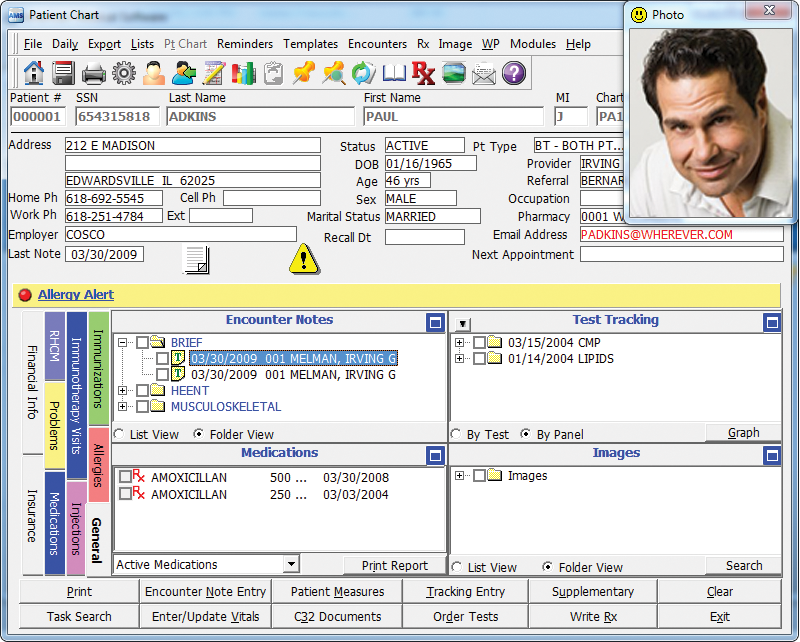 Patient Chart
Photo
File Daily Export Lists Pt Chart Reminders Templates Encounters Rx Image WP Modules Help
Patient # SSN Last Name First Name MI Chart
000001 654315818 ADKINS PAUL J PA1
Address 212 E MADISON Status ACTIVE Pt Type BT - BOTH PT...
DOB 01/16/1965 Provider IRVING
EDWARDSVILLE IL 62025 Age 46 yrs Referral BERNAR
Home Ph 618-692-5545 Cell Ph Sex MALE Occupation
Work Ph 618-251-4784 Ext Marital Status MARRIED Pharmacy 0001 W
Employer COSCO Recall Dt Email Address PADKINS@WHEREVER.COM
Last Note 03/30/2009 Next Appointment
Allergy Alert
Financial Info
Insurance
RHCM
Problems
Medications
Immunotherapy Visits
Injections
Immunizations
Allergies
General
Encounter Notes
BRIEF
T 03/30/2009 001 MELMAN, IRVING G
T 03/30/2009 001 MELMAN, IRVING G
HEENT
MUSCULOSKELETAL
List View Folder View
Test Tracking
03/15/2004 CMP
01/14/2004 LIPIDS
By Test By Panel Graph
Medications
Rx AMOXICILLAN 500 ... 03/30/2008
Rx AMOXICILLAN 250 ... 03/03/2004
Active Medications Print Report
Images
Images
List View Folder View Search
Print Encounter Note Entry Patient Measures Tracking Entry Supplementary Clear
Task Search Enter/Update Vitals C32 Documents Order Tests Write Rx Exit